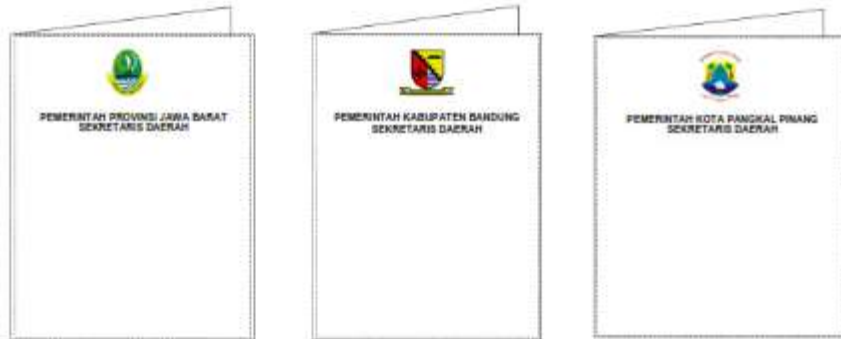 PEMERINTAH PROVINSI JAWA BARAT
SEKRETARIS DAERAH
PEMERINTAH KABUPATEN BANDUNG
SEKRETARIS DAERAH
PEMERINTAH KOTA PANGKAL PINANG
SEKRETARIS DAERAH